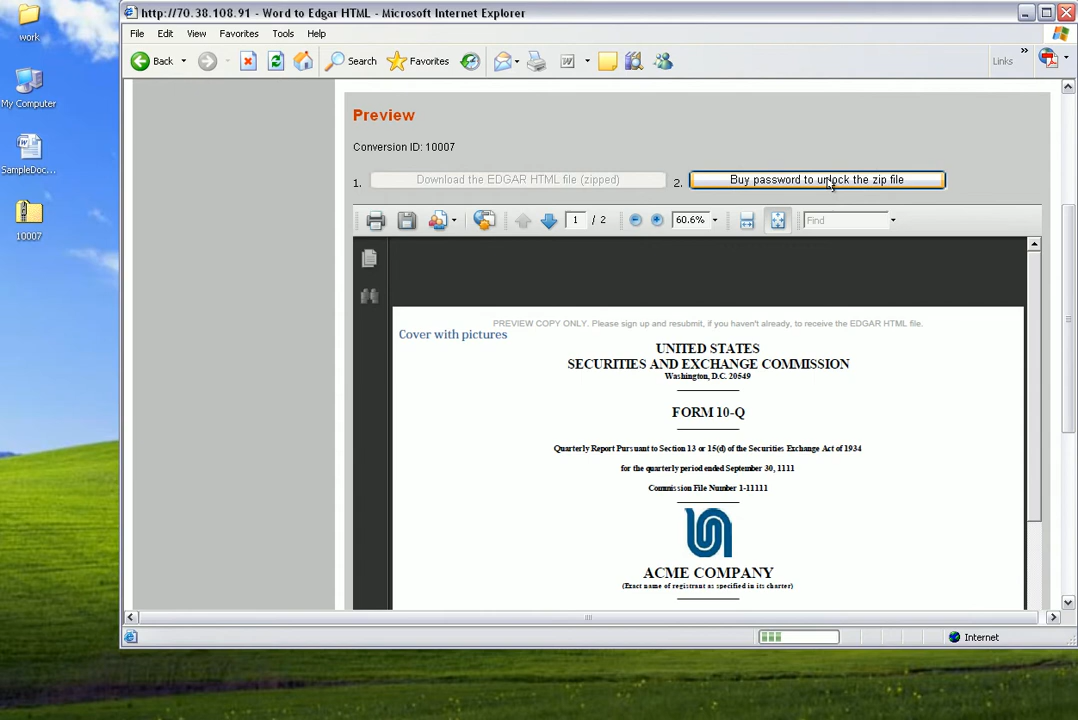 http://70.38.108.91 - Word to Edgar HTML - Microsoft Internet Explorer
work
File Edit View Favorites Tools Help
Back Search Favorites Links »
My Computer
Preview
Conversion ID: 10007
SampleDoc...
1. Download the EDGAR HTML file (zipped) 2. Buy password to unlock the zip file
1 / 2 60.6% Find
10007
PREVIEW COPY ONLY. Please sign up and resubmit, if you haven't already, to receive the EDGAR HTML file.
Cover with pictures
UNITED STATES
SECURITIES AND EXCHANGE COMMISSION
Washington, D.C. 20549
FORM 10-Q
Quarterly Report Pursuant to Section 13 or 15(d) of the Securities Exchange Act of 1934
for the quarterly period ended September 30, 1111
Commission File Number 1-11111
ACME COMPANY
(Exact name of registrant as specified in its charter)
Internet